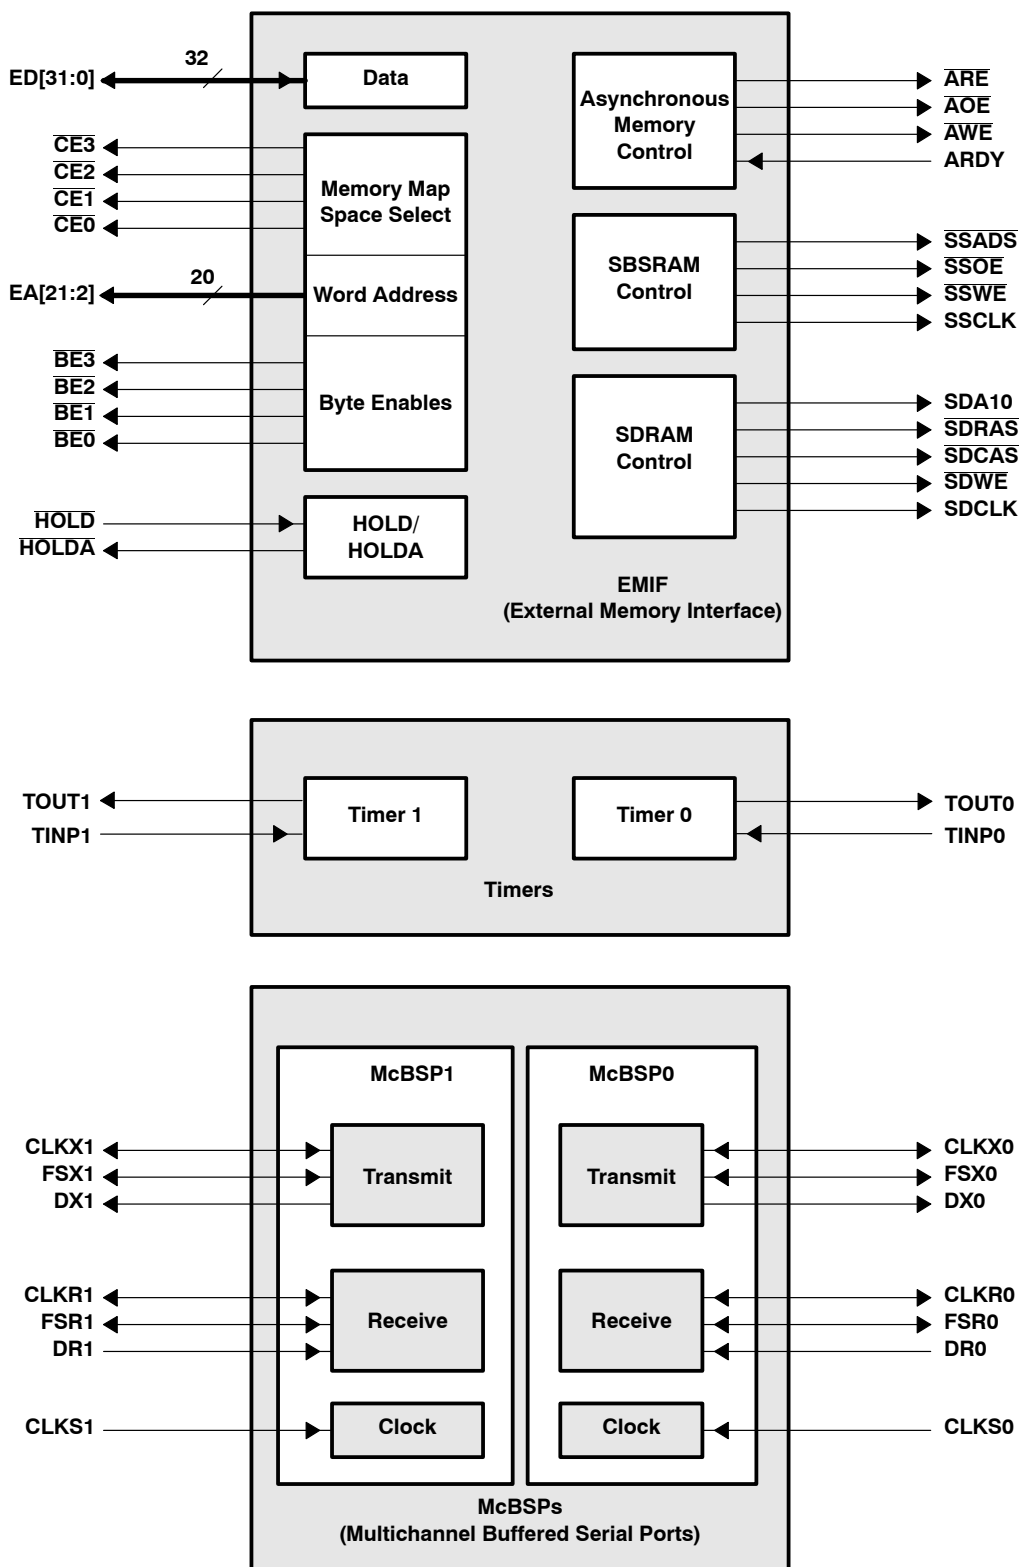 32
ED[31:0]
Data
CE3
CE2
CE1
CE0
Memory Map
Space Select
20
EA[21:2]
Word Address
BE3
BE2
BE1
BE0
Byte Enables
HOLD
HOLDA
HOLD/
HOLDA
Asynchronous
Memory
Control
ARE
AOE
AWE
ARDY
SBSRAM
Control
SSADS
SSOE
SSWE
SSCLK
SDRAM
Control
SDA10
SDRAS
SDCAS
SDWE
SDCLK
EMIF
(External Memory Interface)
TOUT1
TINP1
Timer 1
Timer 0
TOUT0
TINP0
Timers
McBSP1
CLKX1
FSX1
DX1
Transmit
CLKR1
FSR1
DR1
Receive
CLKS1
Clock
McBSP0
Transmit
CLKX0
FSX0
DX0
Receive
CLKR0
FSR0
DR0
Clock
CLKS0
McBSPs
(Multichannel Buffered Serial Ports)